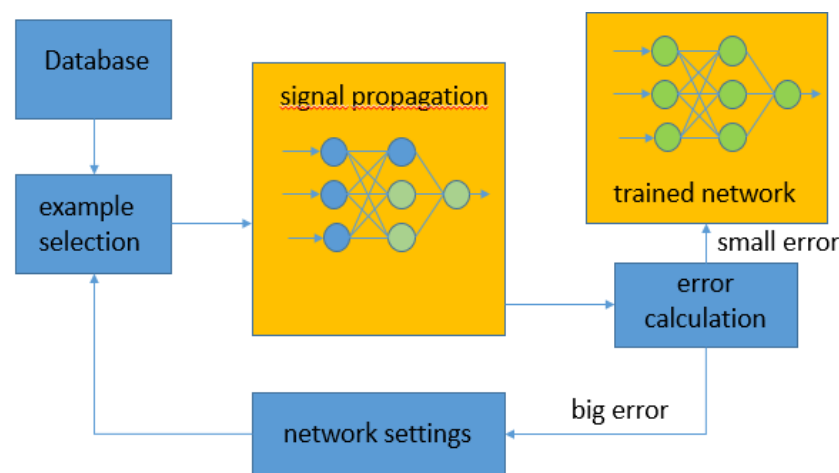 Database
signal propagation
example
selection
trained network
small error
error
calculation
big error
network settings